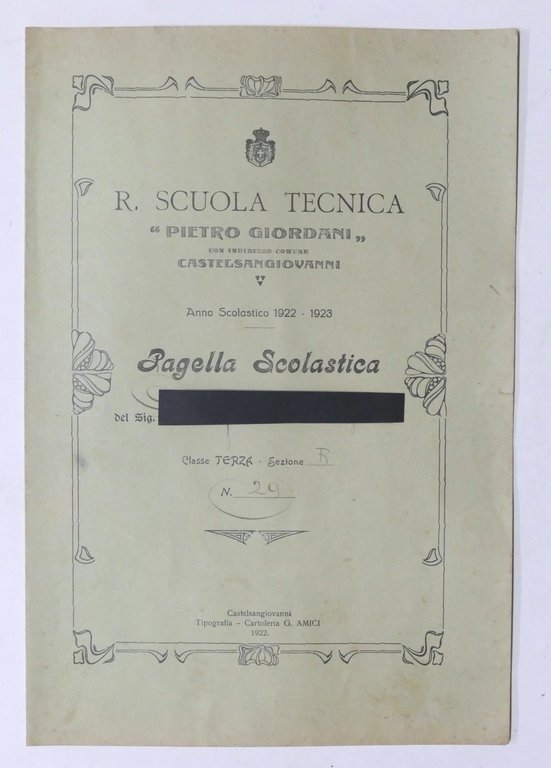 R. SCUOLA TECNICA
“ PIETRO GIORDANI „
CON INDIRIZZO COMUNE
CASTELSANGIOVANNI
Anno Scolastico 1922 - 1923
Pagella Scolastica
del Sig.
Classe TERZA - Sezione B
N. 29
Castelsangiovanni
Tipografia - Cartoleria G. AMICI
1922.